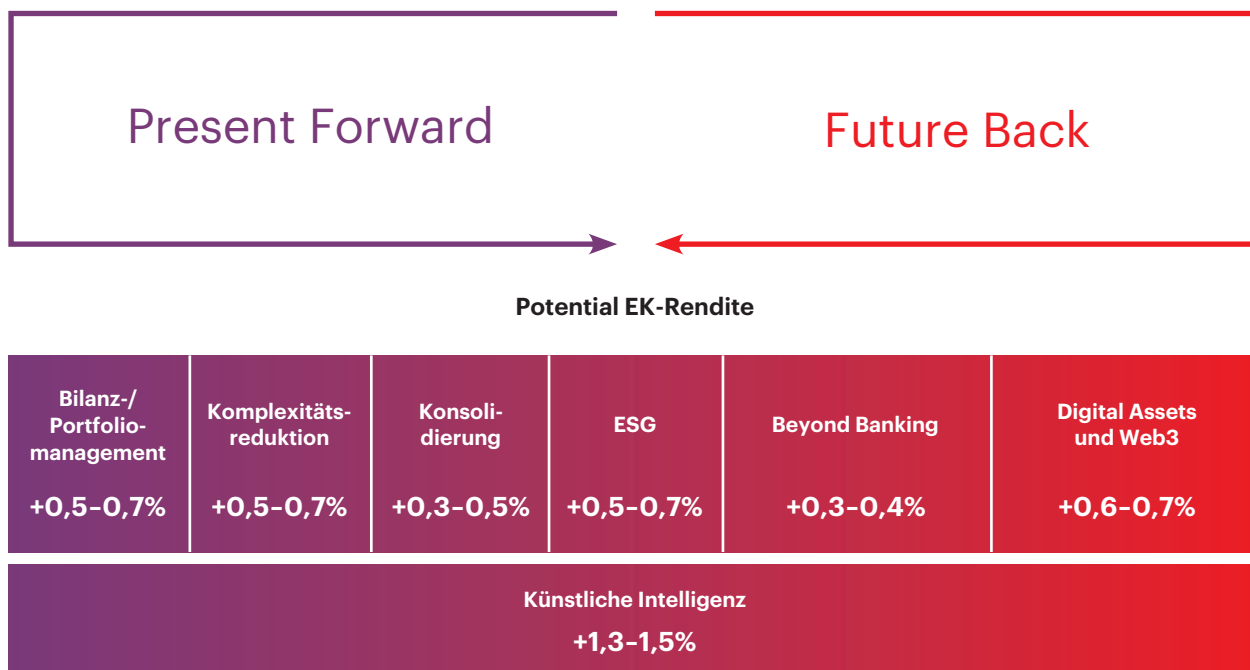 Present Forward
Future Back
Potential EK-Rendite
Bilanz-/
Portfolio-
management
+0,5–0,7%
Komplexitäts-
reduktion
+0,5–0,7%
Konsoli-
dierung
+0,3–0,5%
ESG
+0,5–0,7%
Beyond Banking
+0,3–0,4%
Digital Assets
und Web3
+0,6–0,7%
Künstliche Intelligenz
+1,3–1,5%